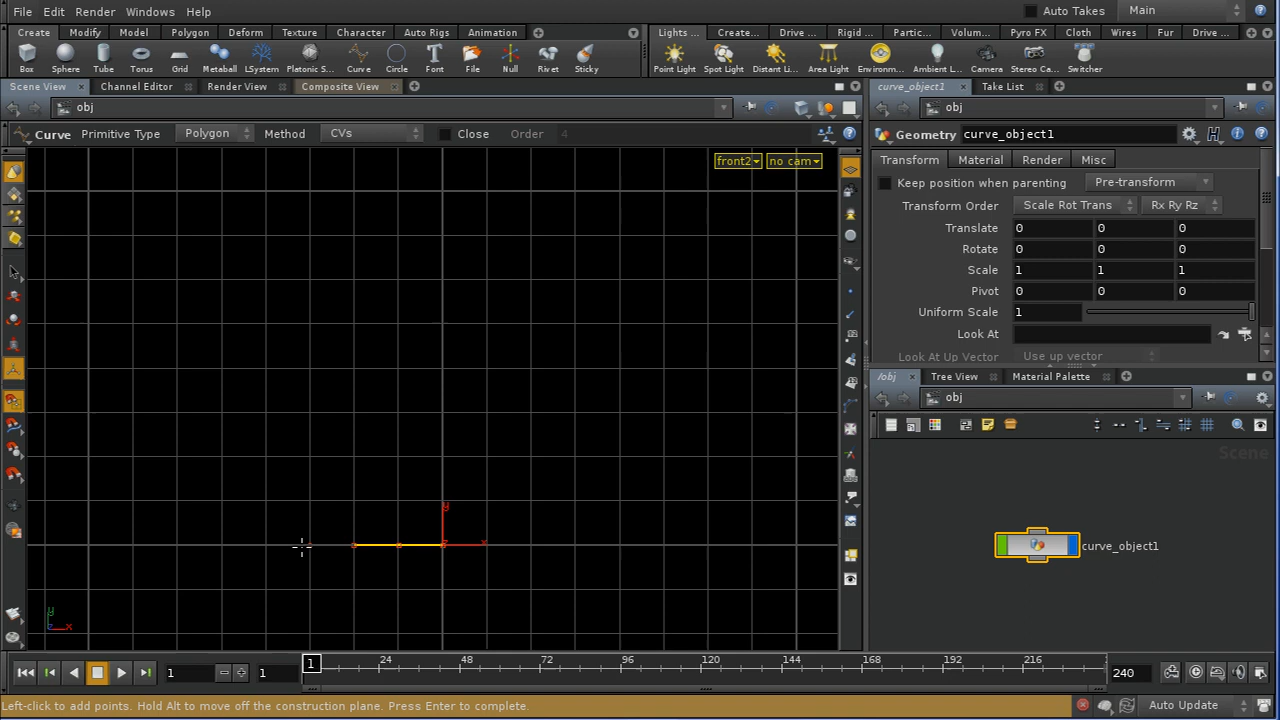 File Edit Render Windows Help Auto Takes Main
Create Modify Model Polygon Deform Texture Character Auto Rigs Animation Lights ... Create... Drive ... Rigid ... Partic... Volum... Pyro FX Cloth Wires Fur Drive ...
Box Sphere Tube Torus Grid Metaball LSystem Platonic S... Curve Circle Font File Null Rivet Sticky Point Light Spot Light Distant Li... Area Light Environm... Ambient L... Camera Stereo Ca... Switcher
Scene View Channel Editor Render View Composite View curve_object1 Take List
obj obj
Curve Primitive Type Polygon Method CVs Close Order 4 Geometry curve_object1
front2 no cam Transform Material Render Misc
Keep position when parenting Pre-transform
Transform Order Scale Rot Trans Rx Ry Rz
Translate 0 0 0
Rotate 0 0 0
Scale 1 1 1
Pivot 0 0 0
Uniform Scale 1
Look At
Look At Up Vector Use up vector
/obj Tree View Material Palette
obj
Scene
y
x
curve_object1
y
x
1 24 48 72 96 120 144 168 192 216
1 1 240
Left-click to add points. Hold Alt to move off the construction plane. Press Enter to complete. Auto Update